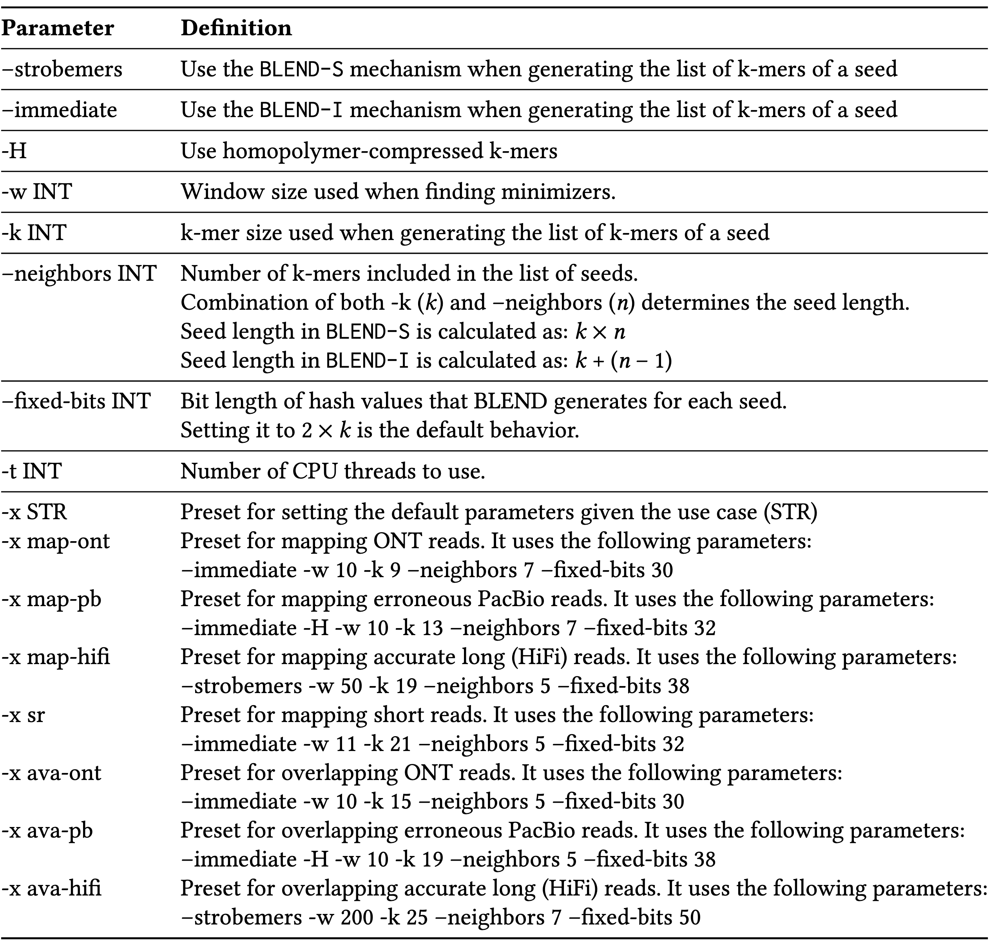 Parameter Definition
–strobemers Use the BLEND-S mechanism when generating the list of k-mers of a seed
–immediate Use the BLEND-I mechanism when generating the list of k-mers of a seed
-H Use homopolymer-compressed k-mers
-w INT Window size used when finding minimizers.
-k INT k-mer size used when generating the list of k-mers of a seed
–neighbors INT Number of k-mers included in the list of seeds.
Combination of both -k (k) and –neighbors (n) determines the seed length.
Seed length in BLEND-S is calculated as: k × n
Seed length in BLEND-I is calculated as: k + (n – 1)
–fixed-bits INT Bit length of hash values that BLEND generates for each seed.
Setting it to 2 × k is the default behavior.
-t INT Number of CPU threads to use.
-x STR Preset for setting the default parameters given the use case (STR)
-x map-ont Preset for mapping ONT reads. It uses the following parameters:
–immediate -w 10 -k 9 –neighbors 7 –fixed-bits 30
-x map-pb Preset for mapping erroneous PacBio reads. It uses the following parameters:
–immediate -H -w 10 -k 13 –neighbors 7 –fixed-bits 32
-x map-hifi Preset for mapping accurate long (HiFi) reads. It uses the following parameters:
–strobemers -w 50 -k 19 –neighbors 5 –fixed-bits 38
-x sr Preset for mapping short reads. It uses the following parameters:
–immediate -w 11 -k 21 –neighbors 5 –fixed-bits 32
-x ava-ont Preset for overlapping ONT reads. It uses the following parameters:
–immediate -w 10 -k 15 –neighbors 5 –fixed-bits 30
-x ava-pb Preset for overlapping erroneous PacBio reads. It uses the following parameters:
–immediate -H -w 10 -k 19 –neighbors 5 –fixed-bits 38
-x ava-hifi Preset for overlapping accurate long (HiFi) reads. It uses the following parameters:
–strobemers -w 200 -k 25 –neighbors 7 –fixed-bits 50